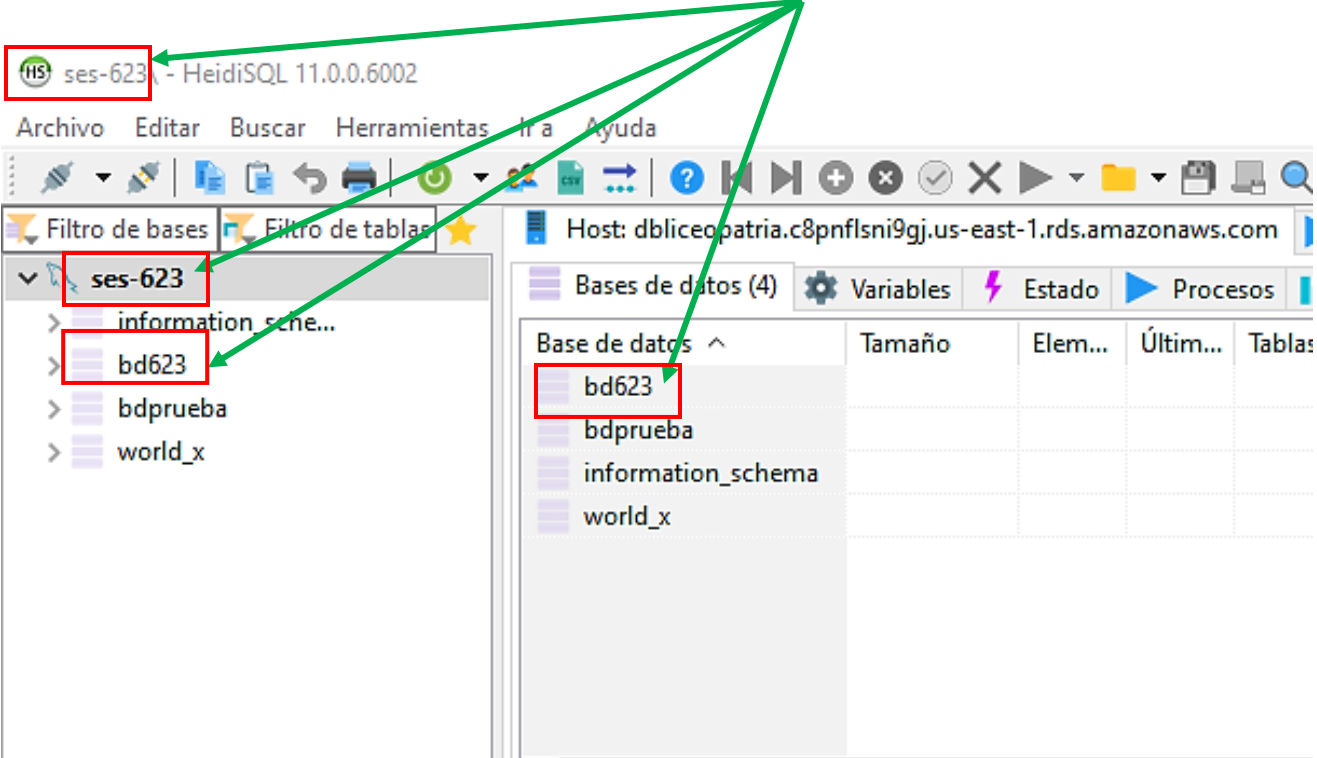 ses-623\ - HeidiSQL 11.0.0.6002
Archivo Editar Buscar Herramientas Ir a Ayuda
CSV
Filtro de bases Filtro de tablas
Host: dbliceopatria.c8pnflsni9gj.us-east-1.rds.amazonaws.com
ses-623
information_sche...
bd623
bdprueba
world_x
Bases de datos (4) Variables Estado Procesos
Base de datos Tamaño Elem... Últim... Tablas
bd623
bdprueba
information_schema
world_x